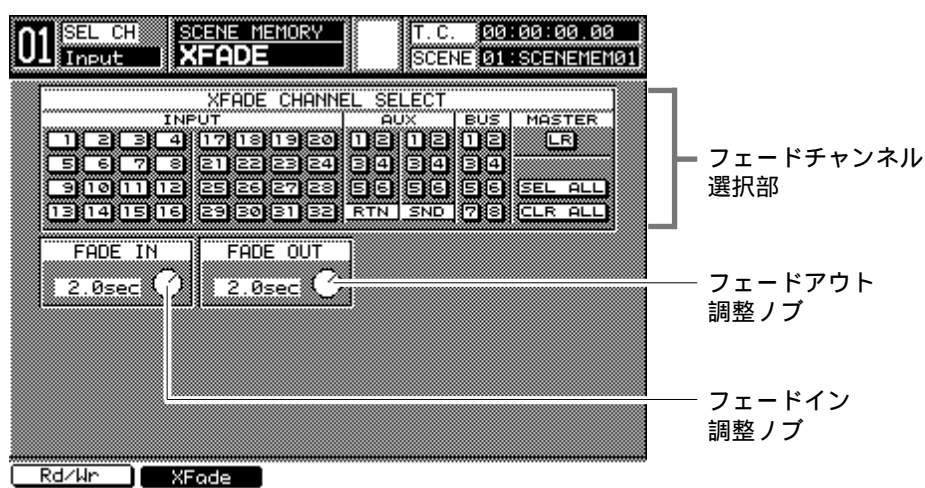 01 SEL CH Input
SCENE MEMORY
XFADE
T.C. 00:00:00.00
SCENE 01:SCENEMEM01
XFADE CHANNEL SELECT
INPUT AUX BUS MASTER
1 2 3 4 17 18 19 20 1 2 1 2 1 2 LR
5 6 7 8 21 22 23 24 3 4 3 4 3 4
9 10 11 12 25 26 27 28 5 6 5 6 5 6 SEL ALL
13 14 15 16 29 30 31 32 RTN SND 7 8 CLR ALL
フェードチャンネル
選択部
FADE IN FADE OUT
2.0sec 2.0sec
フェードアウト
調整ノブ
フェードイン
調整ノブ
Rd/Wr XFade